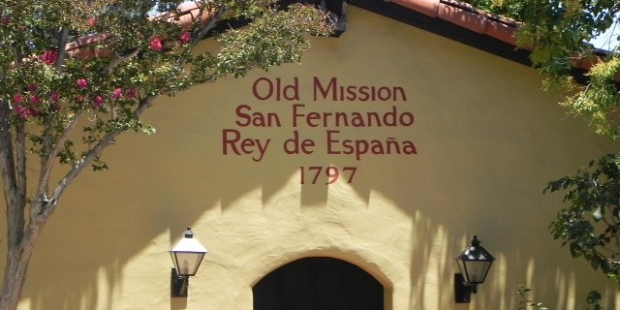 Old Mission
San Fernando
Rey de España
1797